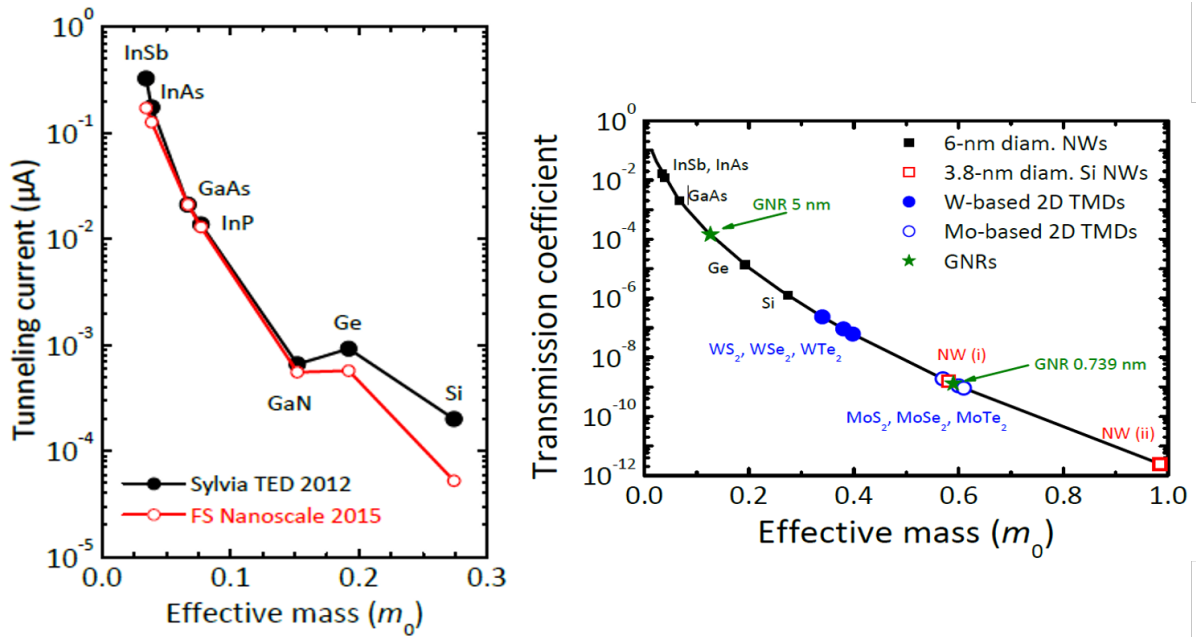 10⁰
10⁻¹
10⁻²
10⁻³
10⁻⁴
10⁻⁵
Tunneling current (µA)
InSb
InAs
GaAs
InP
GaN
Ge
Si
Sylvia TED 2012
FS Nanoscale 2015
0.0 0.1 0.2 0.3
Effective mass (m₀)
10⁰
10⁻²
10⁻⁴
10⁻⁶
10⁻⁸
10⁻¹⁰
10⁻¹²
Transmission coefficient
6-nm diam. NWs
3.8-nm diam. Si NWs
W-based 2D TMDs
Mo-based 2D TMDs
GNRs
InSb, InAs
GaAs
GNR 5 nm
Ge
Si
WS₂, WSe₂, WTe₂
NW (i)
GNR 0.739 nm
MoS₂, MoSe₂, MoTe₂
NW (ii)
0.0 0.2 0.4 0.6 0.8 1.0
Effective mass (m₀)